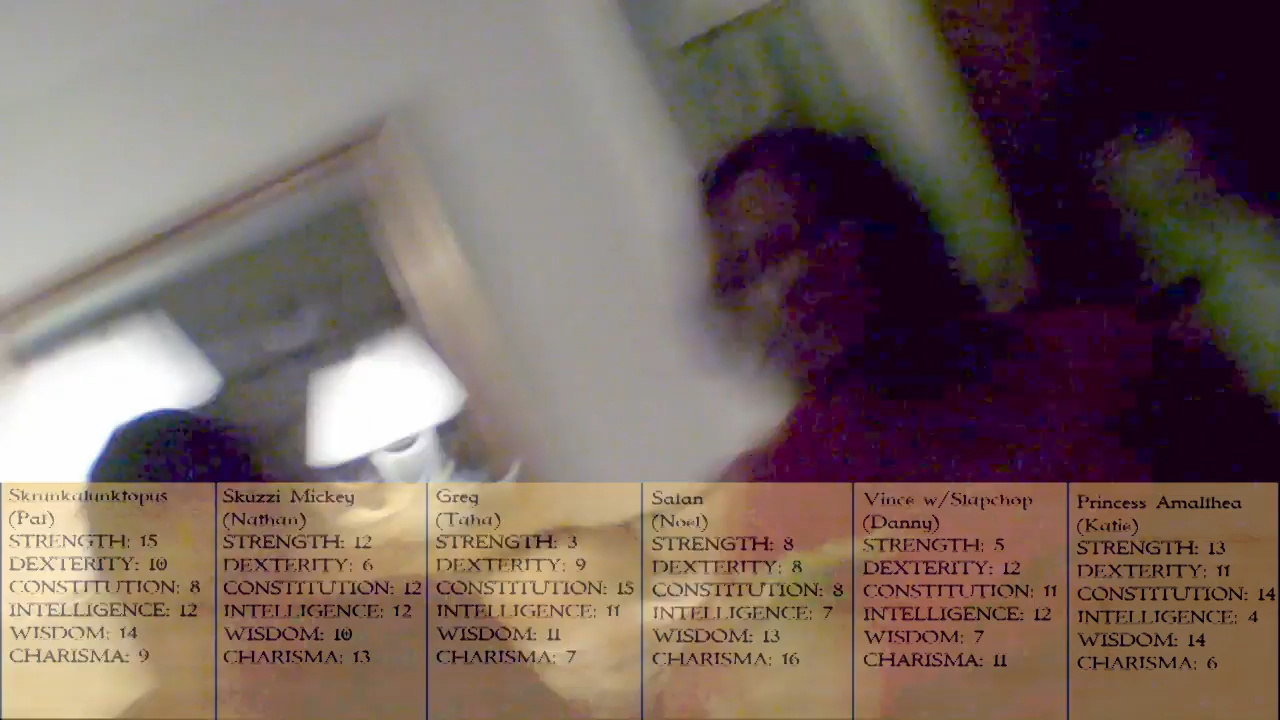 Skrunkalunktopus
(Pat)
STRENGTH: 15
DEXTERITY: 10
CONSTITUTION: 8
INTELLIGENCE: 12
WISDOM: 14
CHARISMA: 9
Skuzzi Mickey
(Nathan)
STRENGTH: 12
DEXTERITY: 6
CONSTITUTION: 12
INTELLIGENCE: 12
WISDOM: 10
CHARISMA: 13
Greg
(Taha)
STRENGTH: 3
DEXTERITY: 9
CONSTITUTION: 15
INTELLIGENCE: 11
WISDOM: 11
CHARISMA: 7
Satan
(Noel)
STRENGTH: 8
DEXTERITY: 8
CONSTITUTION: 8
INTELLIGENCE: 7
WISDOM: 13
CHARISMA: 16
Vince w/Slapchop
(Danny)
STRENGTH: 5
DEXTERITY: 12
CONSTITUTION: 11
INTELLIGENCE: 12
WISDOM: 7
CHARISMA: 11
Princess Amalthea
(Katie)
STRENGTH: 13
DEXTERITY: 11
CONSTITUTION: 14
INTELLIGENCE: 4
WISDOM: 14
CHARISMA: 6